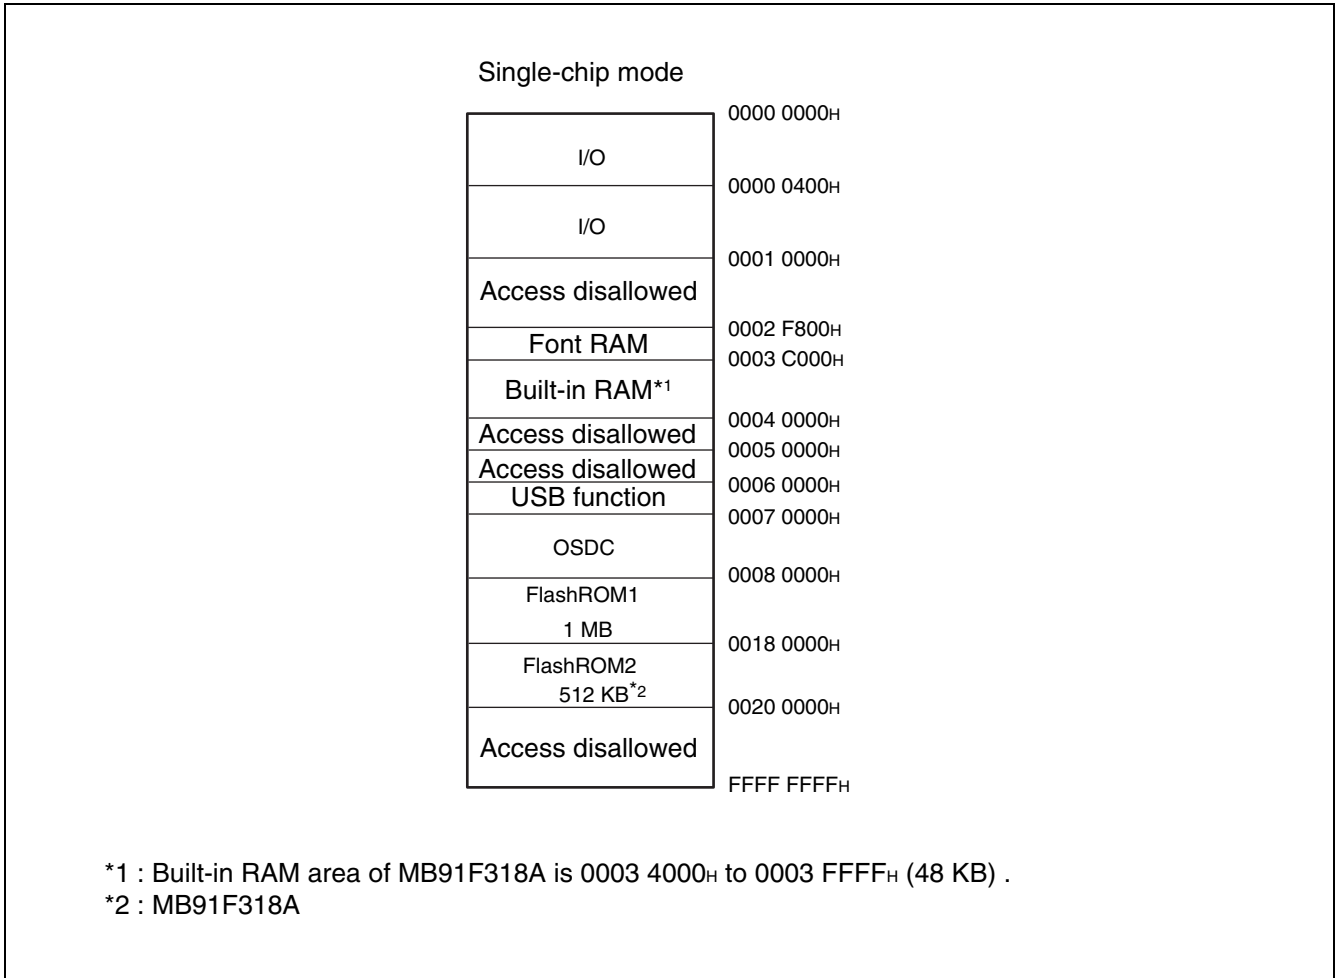 Single-chip mode
0000 0000H
I/O
0000 0400H
I/O
0001 0000H
Access disallowed
0002 F800H
Font RAM
0003 C000H
Built-in RAM*1
0004 0000H
Access disallowed
0005 0000H
Access disallowed
0006 0000H
USB function
0007 0000H
OSDC
0008 0000H
FlashROM1
1 MB
0018 0000H
FlashROM2
512 KB*2
0020 0000H
Access disallowed
FFFF FFFFH
*1 : Built-in RAM area of MB91F318A is 0003 4000H to 0003 FFFFH (48 KB) .
*2 : MB91F318A